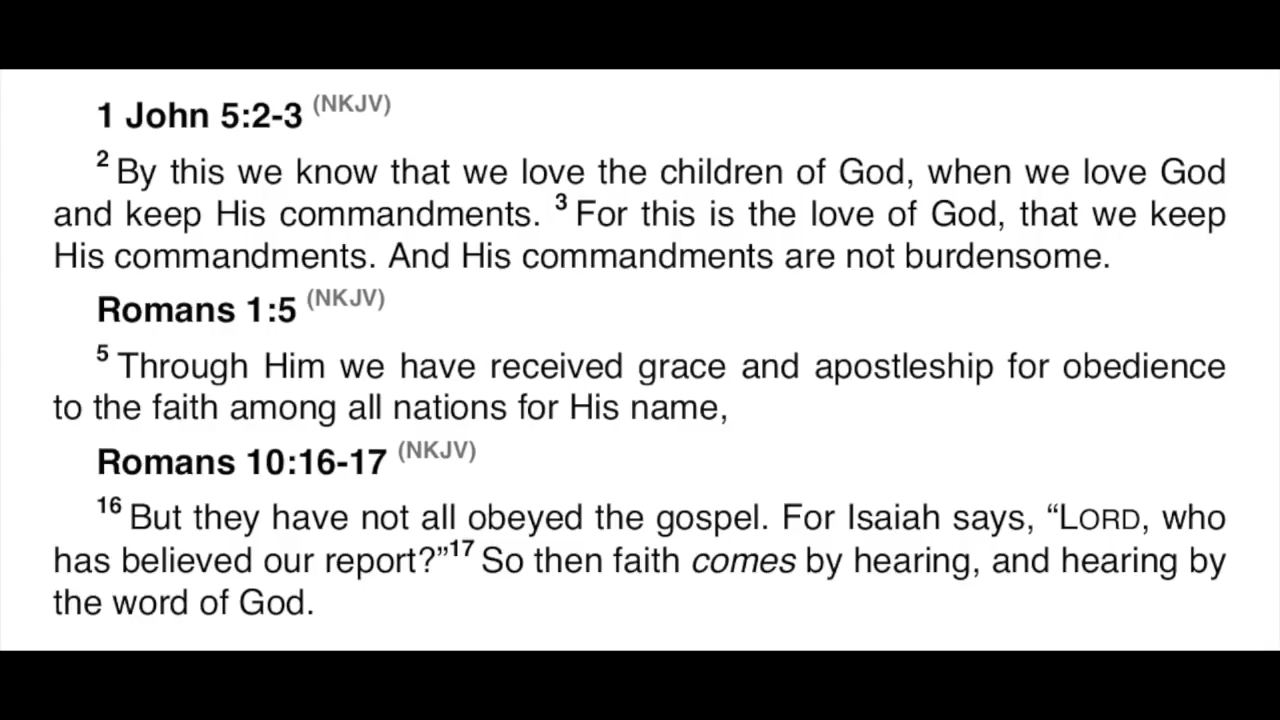 1 John 5:2-3 (NKJV)
2 By this we know that we love the children of God, when we love God
and keep His commandments. 3 For this is the love of God, that we keep
His commandments. And His commandments are not burdensome.
Romans 1:5 (NKJV)
5 Through Him we have received grace and apostleship for obedience
to the faith among all nations for His name,
Romans 10:16-17 (NKJV)
16 But they have not all obeyed the gospel. For Isaiah says, “LORD, who
has believed our report?”17 So then faith comes by hearing, and hearing by
the word of God.